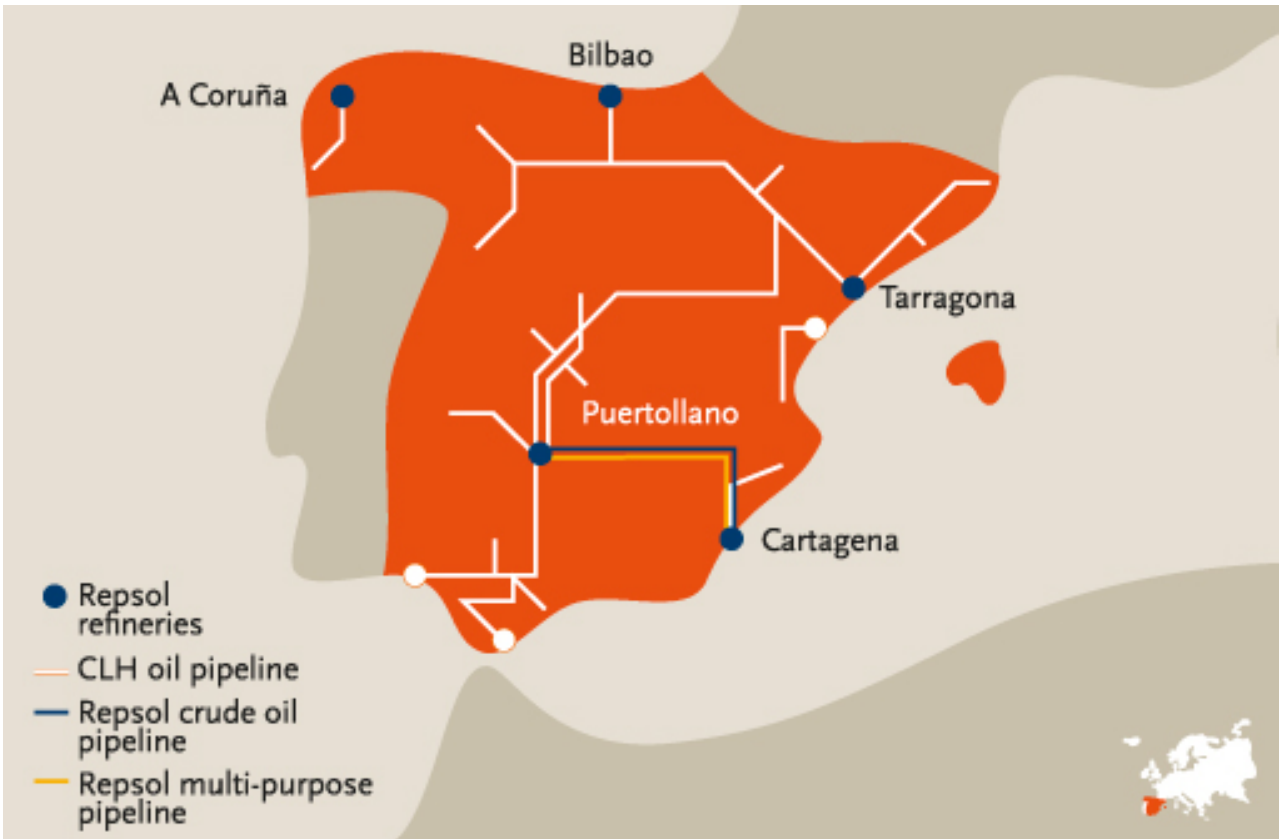 Bilbao
A Coruña
Tarragona
Puertollano
Cartagena
Repsol
refineries
CLH oil pipeline
Repsol crude oil
pipeline
Repsol multi-purpose
pipeline